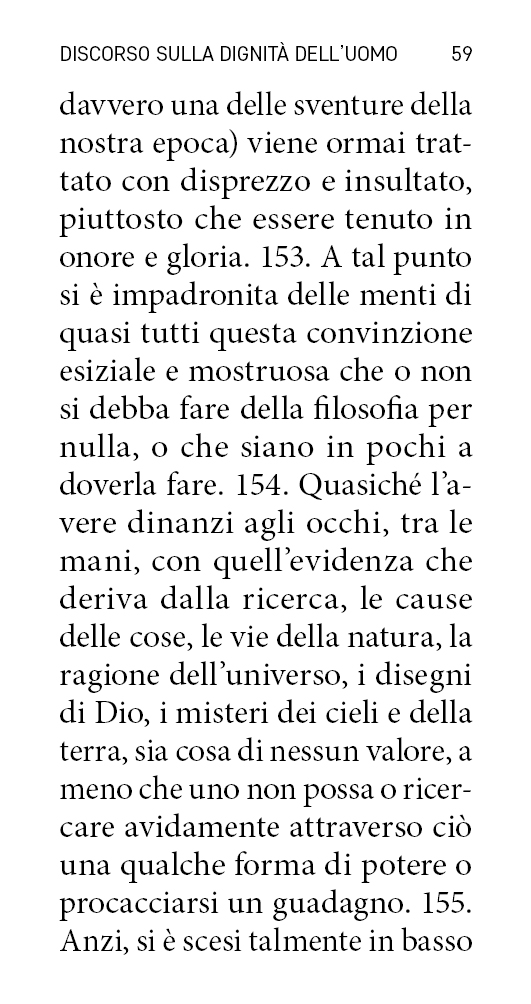 DISCORSO SULLA DIGNITÀ DELL'UOMO 59
davvero una delle sventure della
nostra epoca) viene ormai trat-
tato con disprezzo e insultato,
piuttosto che essere tenuto in
onore e gloria. 153. A tal punto
si è impadronita delle menti di
quasi tutti questa convinzione
esiziale e mostruosa che o non
si debba fare della filosofia per
nulla, o che siano in pochi a
doverla fare. 154. Quasiché l'a-
vere dinanzi agli occhi, tra le
mani, con quell'evidenza che
deriva dalla ricerca, le cause
delle cose, le vie della natura, la
ragione dell'universo, i disegni
di Dio, i misteri dei cieli e della
terra, sia cosa di nessun valore, a
meno che uno non possa o ricer-
care avidamente attraverso ciò
una qualche forma di potere o
procacciarsi un guadagno. 155.
Anzi, si è scesi talmente in basso